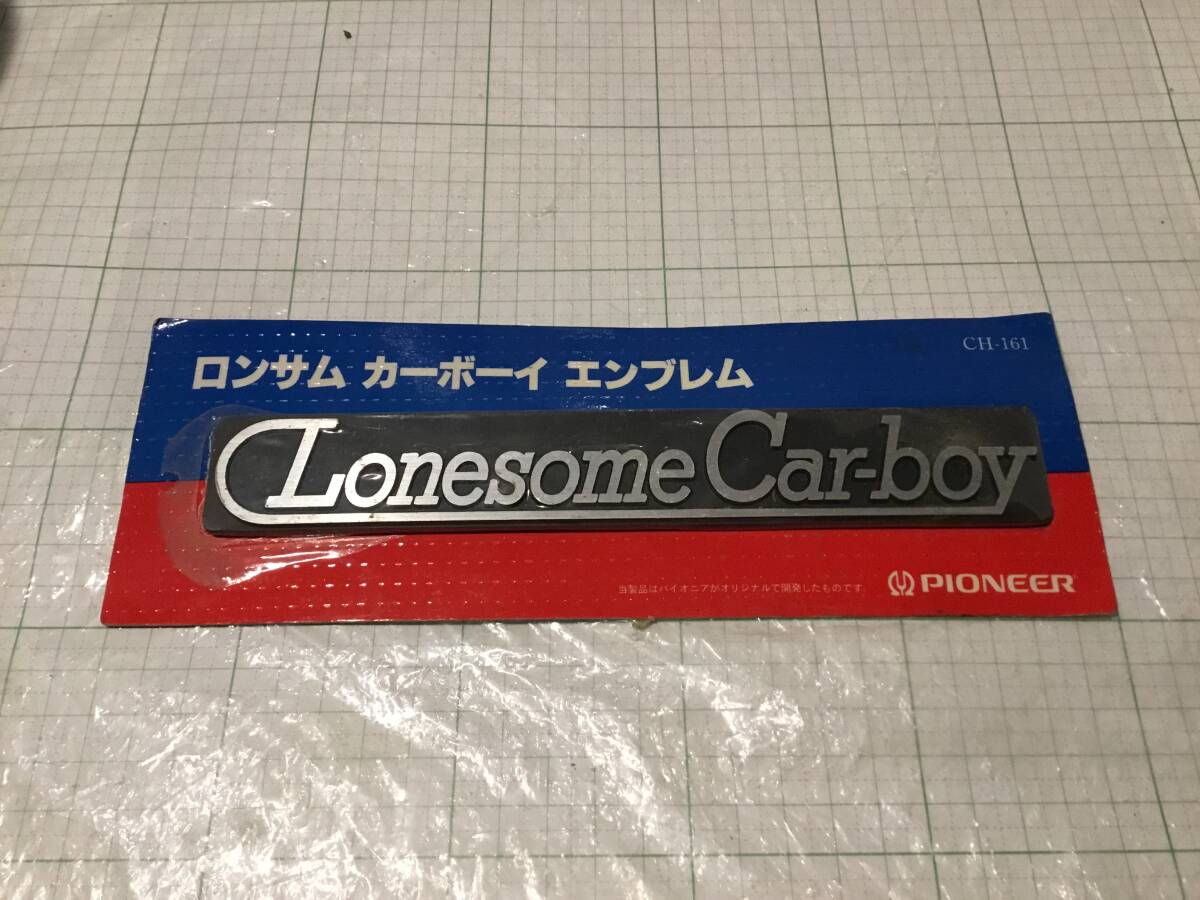 CH-161
ロンサム カーボーイ エンブレム
Lonesome Car-boy
当製品はパイオニアがオリジナルで開発したものです
PIONEER